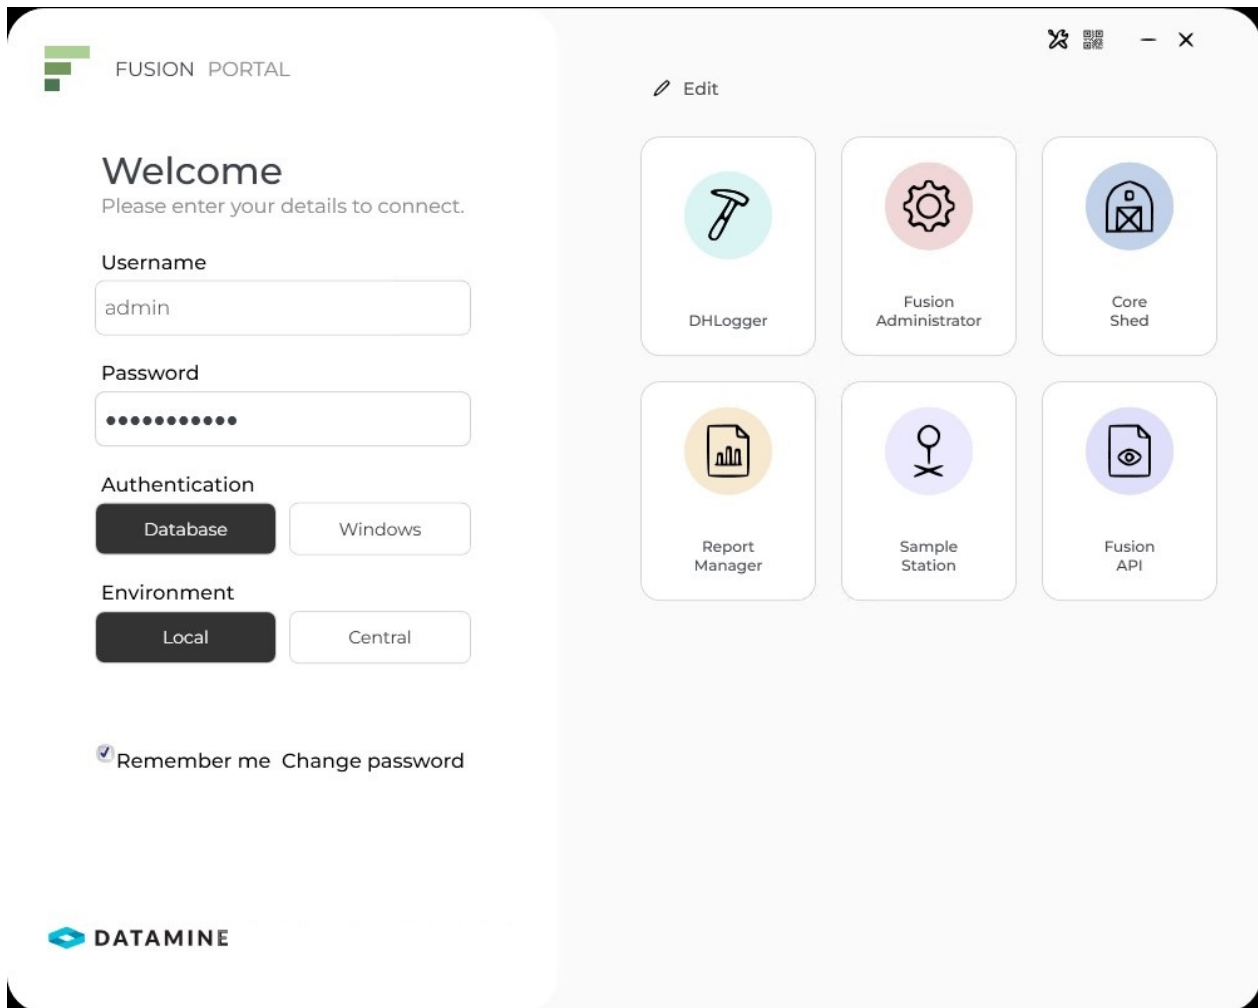 FUSION PORTAL
Welcome
Please enter your details to connect.
Username
admin
Password
Authentication
Database
Windows
Environment
Local
Central
Remember me
Change password
DATAMINE
Edit
DHLogger
Fusion
Administrator
Core
Shed
Report
Manager
Sample
Station
Fusion
API